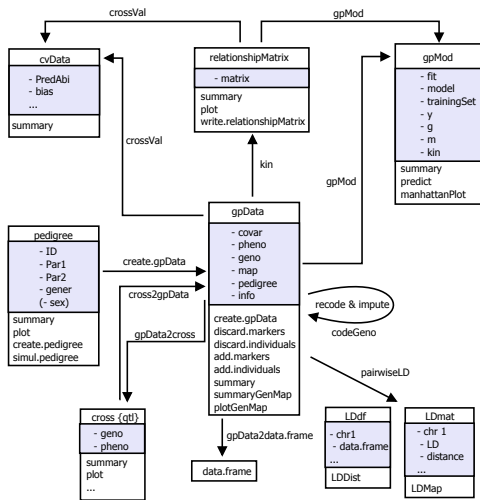 crossVal
gpMod
cvData
- PredAbi
- bias
...
summary
relationshipMatrix
- matrix
summary
plot
write.relationshipMatrix
gpMod
- fit
- model
- trainingSet
- y
- g
- m
- kin
summary
predict
manhattanPlot
crossVal
kin
gpMod
pedigree
- ID
- Par1
- Par2
- gener
(- sex)
summary
plot
create.pedigree
simul.pedigree
create.gpData
cross2gpData
gpData2cross
gpData
- covar
- pheno
- geno
- map
- pedigree
- info
create.gpData
discard.markers
discard.individuals
add.markers
add.individuals
summary
summaryGenMap
plotGenMap
recode & impute
codeGeno
pairwiseLD
cross {qtl}
- geno
- pheno
summary
plot
...
gpData2data.frame
data.frame
LDdf
- chr1
- data.frame
...
LDDist
LDmat
- chr 1
- LD
- distance
...
LDMap